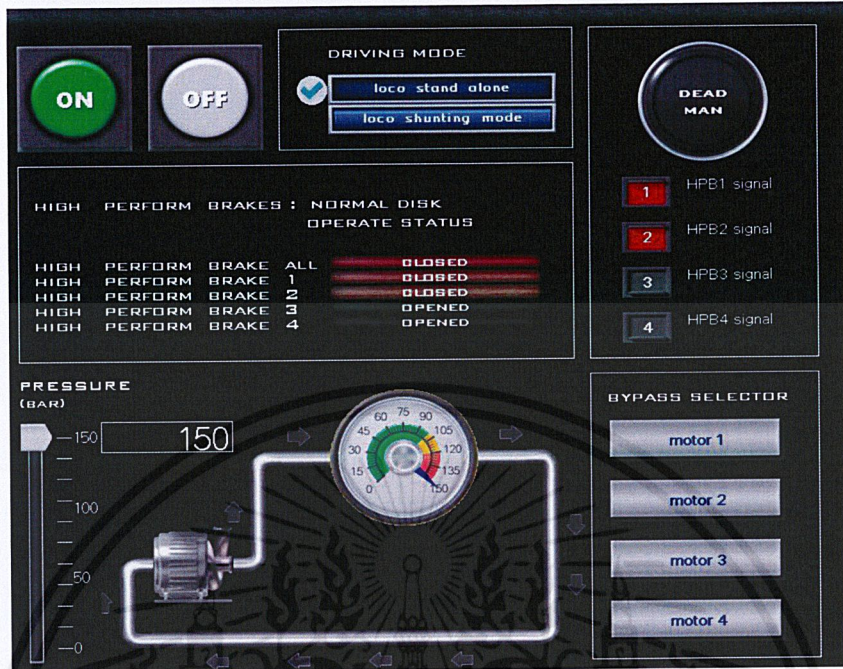 ON
OFF
DRIVING MODE
loco stand alone
loco shunting mode
DEAD
MAN
1 HPB1 signal
2 HPB2 signal
3 HPB3 signal
4 HPB4 signal
HIGH PERFORM BRAKES : NORMAL DISK
OPERATE STATUS
HIGH PERFORM BRAKE ALL CLOSED
HIGH PERFORM BRAKE 1 CLOSED
HIGH PERFORM BRAKE 2 CLOSED
HIGH PERFORM BRAKE 3 OPENED
HIGH PERFORM BRAKE 4 OPENED
PRESSURE
(BAR)
150
150
100
50
0
0
15
30
45
60
75
90
105
120
135
150
BYPASS SELECTOR
motor 1
motor 2
motor 3
motor 4